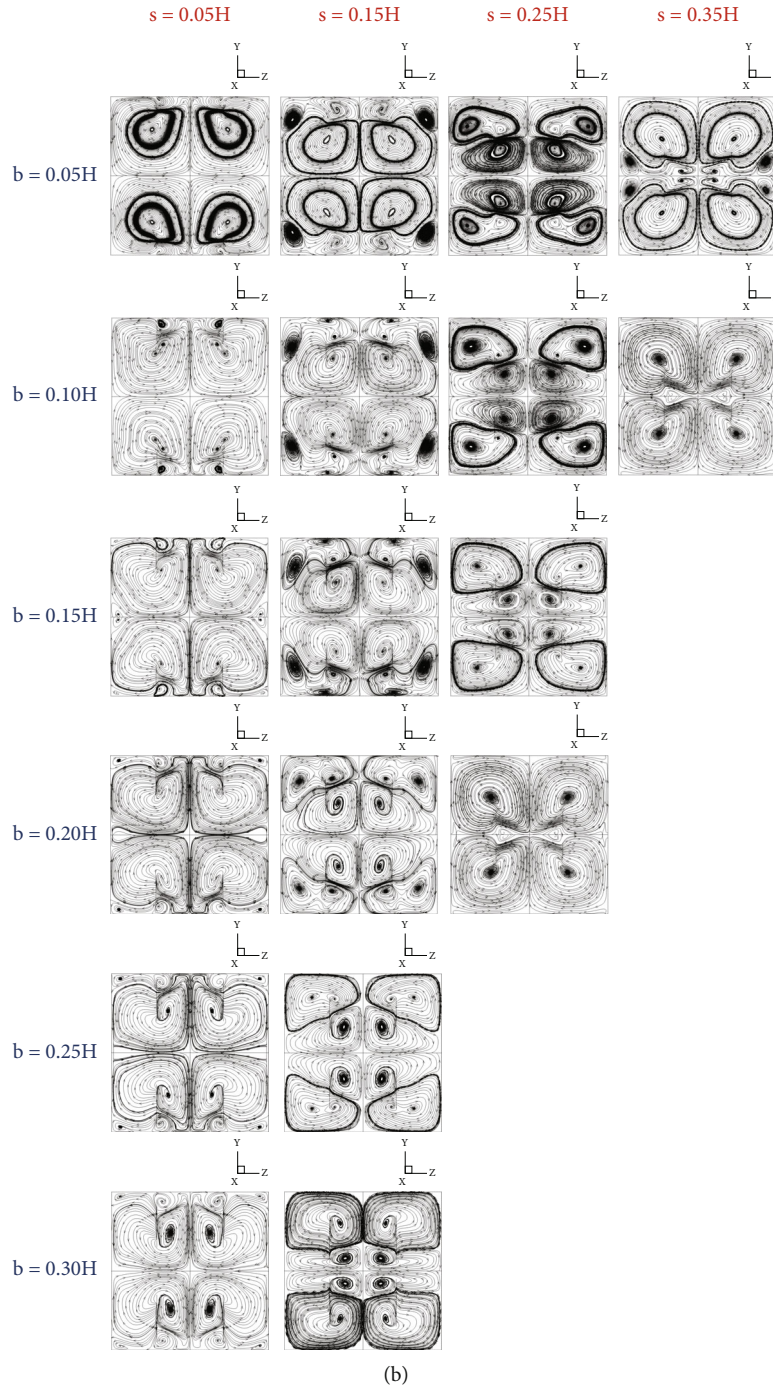 s = 0.05H s = 0.15H s = 0.25H s = 0.35H
Y Y Y Y
Z Z Z Z
X X X X
b = 0.05H
Y Y Y Y
Z Z Z Z
X X X X
b = 0.10H
Y Y Y
Z Z Z
X X X
b = 0.15H
Y Y Y
Z Z Z
X X X
b = 0.20H
Y Y
Z Z
X X
b = 0.25H
Y Y
Z Z
X X
b = 0.30H
(b)